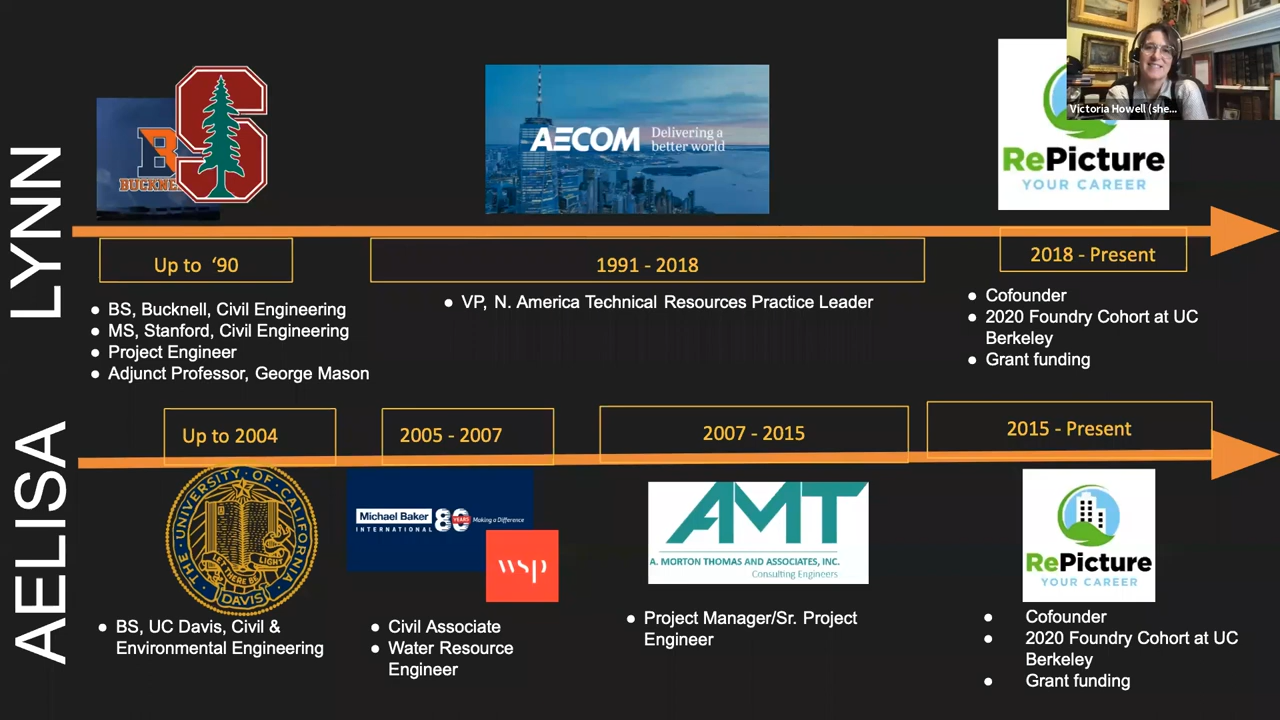 Victoria Howell (she...
LYNN
BUCKNE
S
AECOM Delivering a
better world
RePicture
YOUR CAREER
Up to ‘90
1991 - 2018
2018 - Present
● BS, Bucknell, Civil Engineering
● MS, Stanford, Civil Engineering
● Project Engineer
● Adjunct Professor, George Mason
● VP, N. America Technical Resources Practice Leader
● Cofounder
● 2020 Foundry Cohort at UC
Berkeley
● Grant funding
AELISA
Up to 2004
2005 - 2007
2007 - 2015
2015 - Present
THE · UNIVERSITY · OF · CALIFORNIA
LET THERE BE LIGHT
DAVIS
Michael Baker
INTERNATIONAL
80 YEARS Making a Difference
wsp
AMT
A. MORTON THOMAS AND ASSOCIATES, INC.
Consulting Engineers
RePicture
YOUR CAREER
● BS, UC Davis, Civil &
Environmental Engineering
● Civil Associate
● Water Resource
Engineer
● Project Manager/Sr. Project
Engineer
● Cofounder
● 2020 Foundry Cohort at UC
Berkeley
● Grant funding